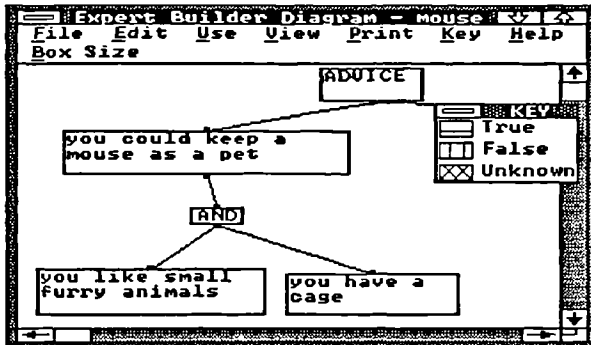 Expert Builder Diagram - mouse
File Edit Use View Print Key Help
Box Size
ADVICE
KEY
True
False
Unknown
you could keep a
mouse as a pet
AND
you like small
furry animals
you have a
cage